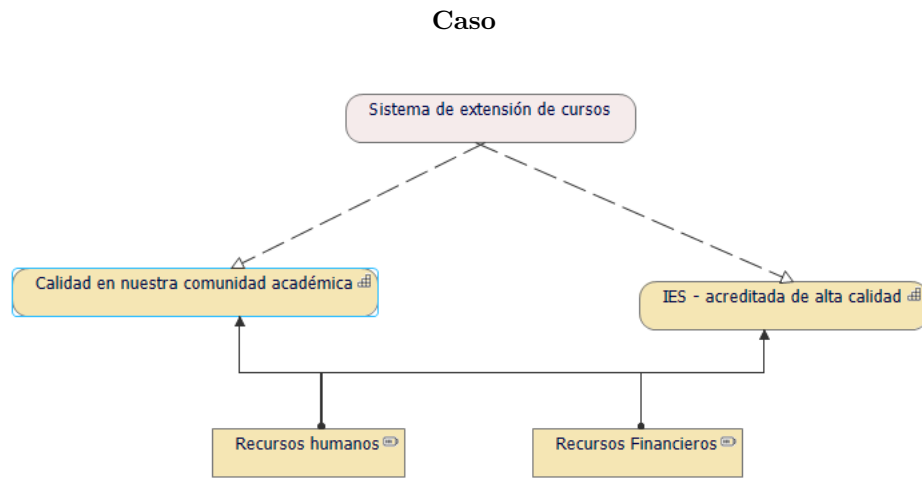 Caso
Sistema de extensión de cursos
Calidad en nuestra comunidad académica
IES - acreditada de alta calidad
Recursos humanos
Recursos Financieros